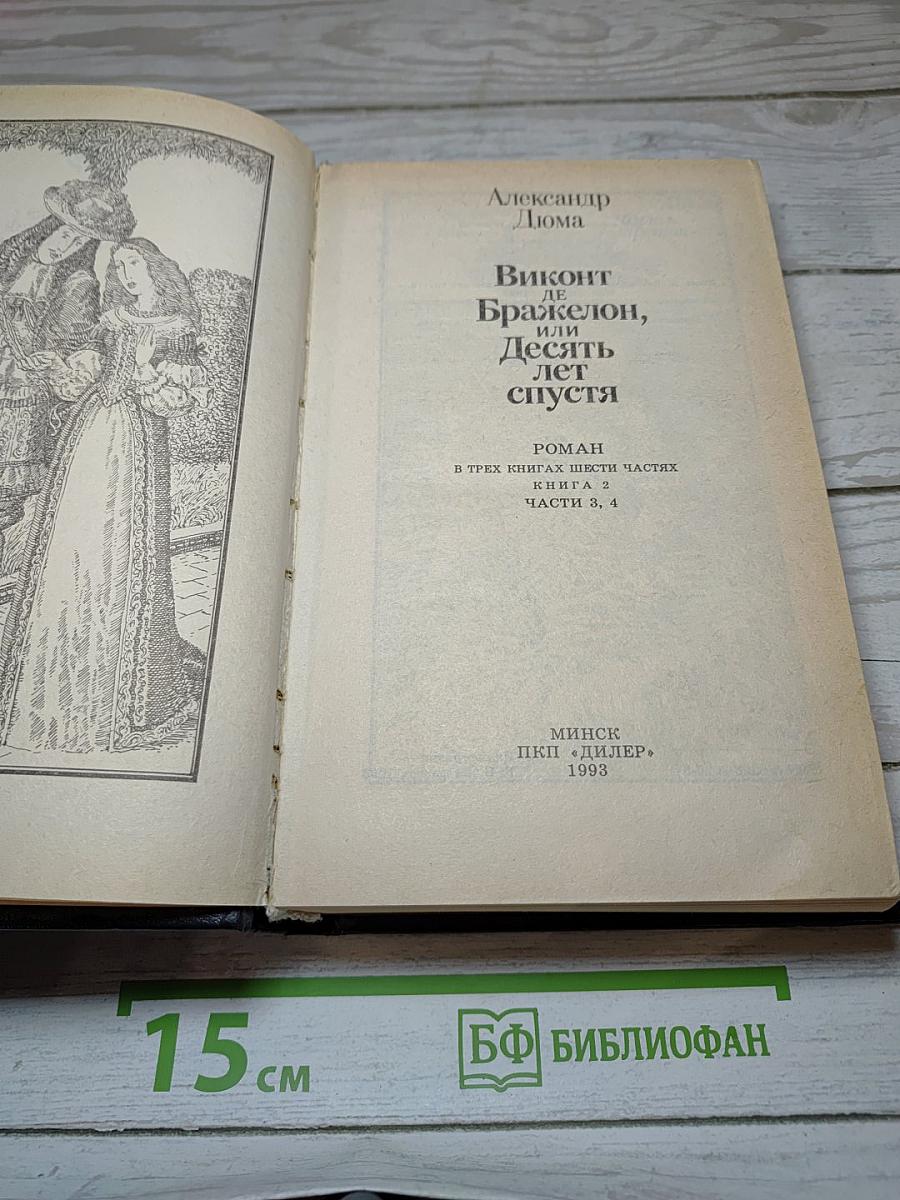 Александр
Дюма
Виконт
ДЕ
Бражелон,
ИЛИ
Десять
лет
спустя
РОМАН
В ТРЕХ КНИГАХ ШЕСТИ ЧАСТЯХ
КНИГА 2
ЧАСТИ 3, 4
МИНСК
ПКП «ДИЛЕР»
1993
15 см
БФ БИБЛИОФАН